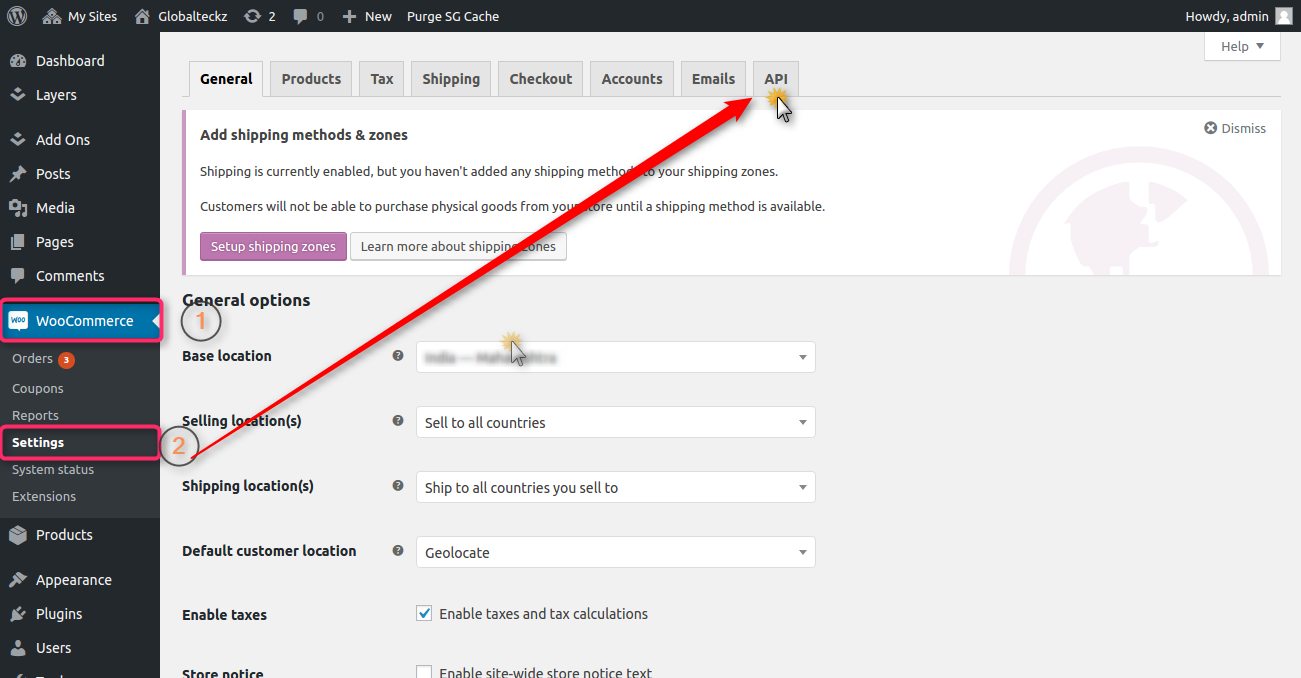 My Sites
Globalteckz
2
0
New
Purge SG Cache
Howdy, admin
Help
Dashboard
Layers
Add Ons
Posts
Media
Pages
Comments
WOO
WooCommerce
Orders 3
Coupons
Reports
Settings
System status
Extensions
Products
Appearance
Plugins
Users
General
Products
Tax
Shipping
Checkout
Accounts
Emails
API
Add shipping methods & zones
Dismiss
Shipping is currently enabled, but you haven't added any shipping methods to your shipping zones.
Customers will not be able to purchase physical goods from your store until a shipping method is available.
Setup shipping zones
Learn more about shipping zones
General options
1
Base location
Selling location(s)
Sell to all countries
2
Shipping location(s)
Ship to all countries you sell to
Default customer location
Geolocate
Enable taxes
Enable taxes and tax calculations
Store notice
Enable site-wide store notice text